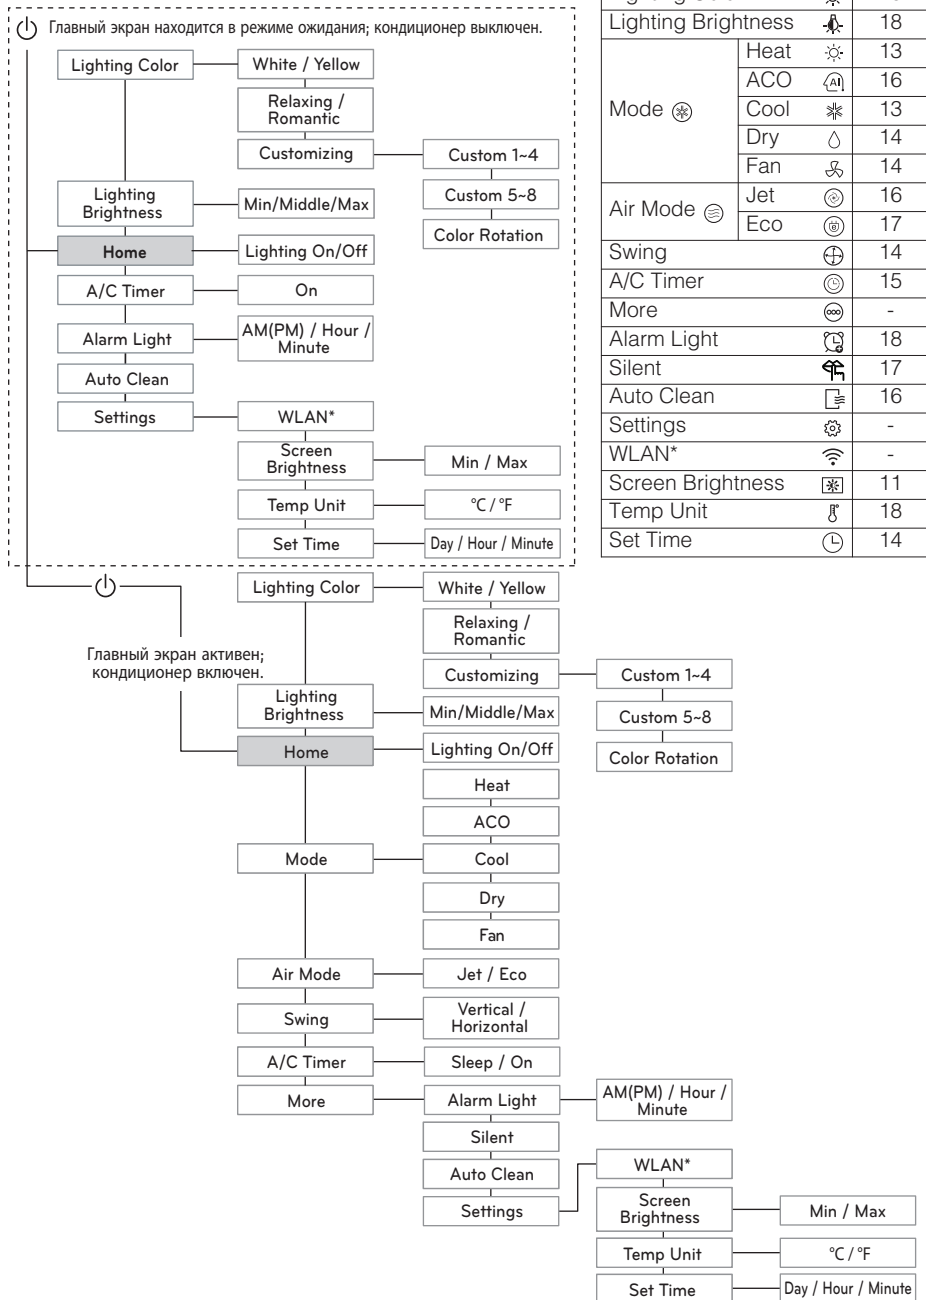 Главный экран находится в режиме ожидания; кондиционер выключен.
Lighting Color
White / Yellow
Relaxing /
Romantic
Customizing
Custom 1~4
Custom 5~8
Color Rotation
Lighting
Brightness
Min/Middle/Max
Home
Lighting On/Off
A/C Timer
On
Alarm Light
AM(PM) / Hour /
Minute
Auto Clean
Settings
WLAN*
Screen
Brightness
Min / Max
Temp Unit
°C / °F
Set Time
Day / Hour / Minute
Lighting Brightness 18
Mode
Heat 13
ACO AI 16
Cool 13
Dry 14
Fan 14
Air Mode
Jet 16
Eco 17
Swing 14
A/C Timer 15
More -
Alarm Light 18
Silent 17
Auto Clean 16
Settings -
WLAN* -
Screen Brightness 11
Temp Unit 18
Set Time 14
Главный экран активен;
кондиционер включен.
Lighting Color
White / Yellow
Relaxing /
Romantic
Customizing
Custom 1~4
Custom 5~8
Color Rotation
Lighting
Brightness
Min/Middle/Max
Home
Lighting On/Off
Mode
Heat
ACO
Cool
Dry
Fan
Air Mode
Jet / Eco
Swing
Vertical /
Horizontal
A/C Timer
Sleep / On
More
Alarm Light
AM(PM) / Hour /
Minute
Silent
Auto Clean
Settings
WLAN*
Screen
Brightness
Min / Max
Temp Unit
°C / °F
Set Time
Day / Hour / Minute